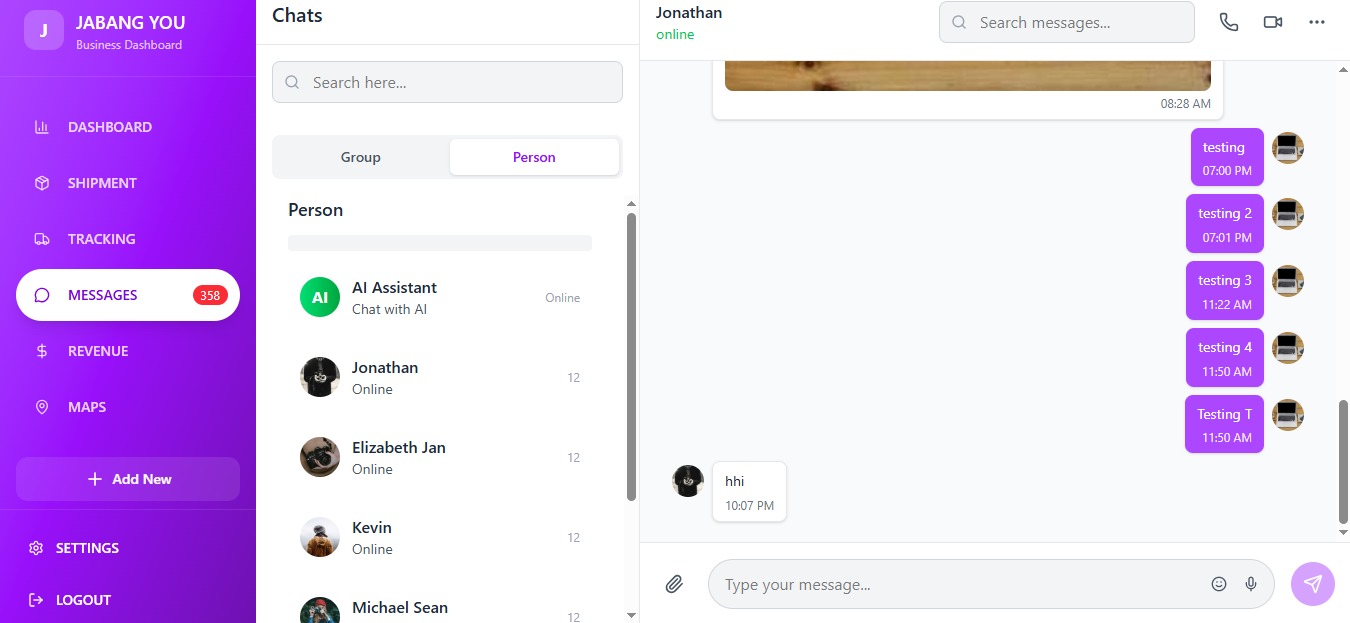 J
JABANG YOU
Business Dashboard
DASHBOARD
SHIPMENT
TRACKING
MESSAGES
358
REVENUE
MAPS
Add New
SETTINGS
LOGOUT
Chats
Search here...
Group
Person
Person
AI
AI Assistant
Chat with AI
Online
Jonathan
Online
12
Elizabeth Jan
Online
12
Kevin
Online
12
Michael Sean
12
Jonathan
online
Search messages...
08:28 AM
testing
07:00 PM
testing 2
07:01 PM
testing 3
11:22 AM
testing 4
11:50 AM
Testing T
11:50 AM
hhi
10:07 PM
Type your message...